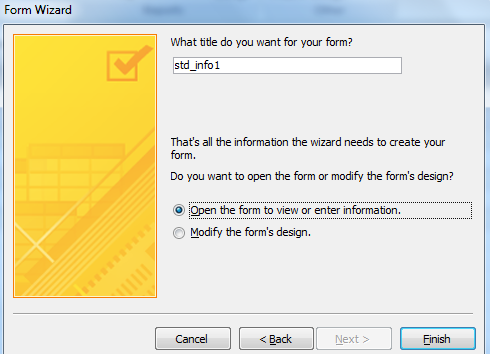 Form Wizard
What title do you want for your form?
std_info1
That's all the information the wizard needs to create your
form.
Do you want to open the form or modify the form's design?
Open the form to view or enter information.
Modify the form's design.
Cancel
< Back
Next >
Finish